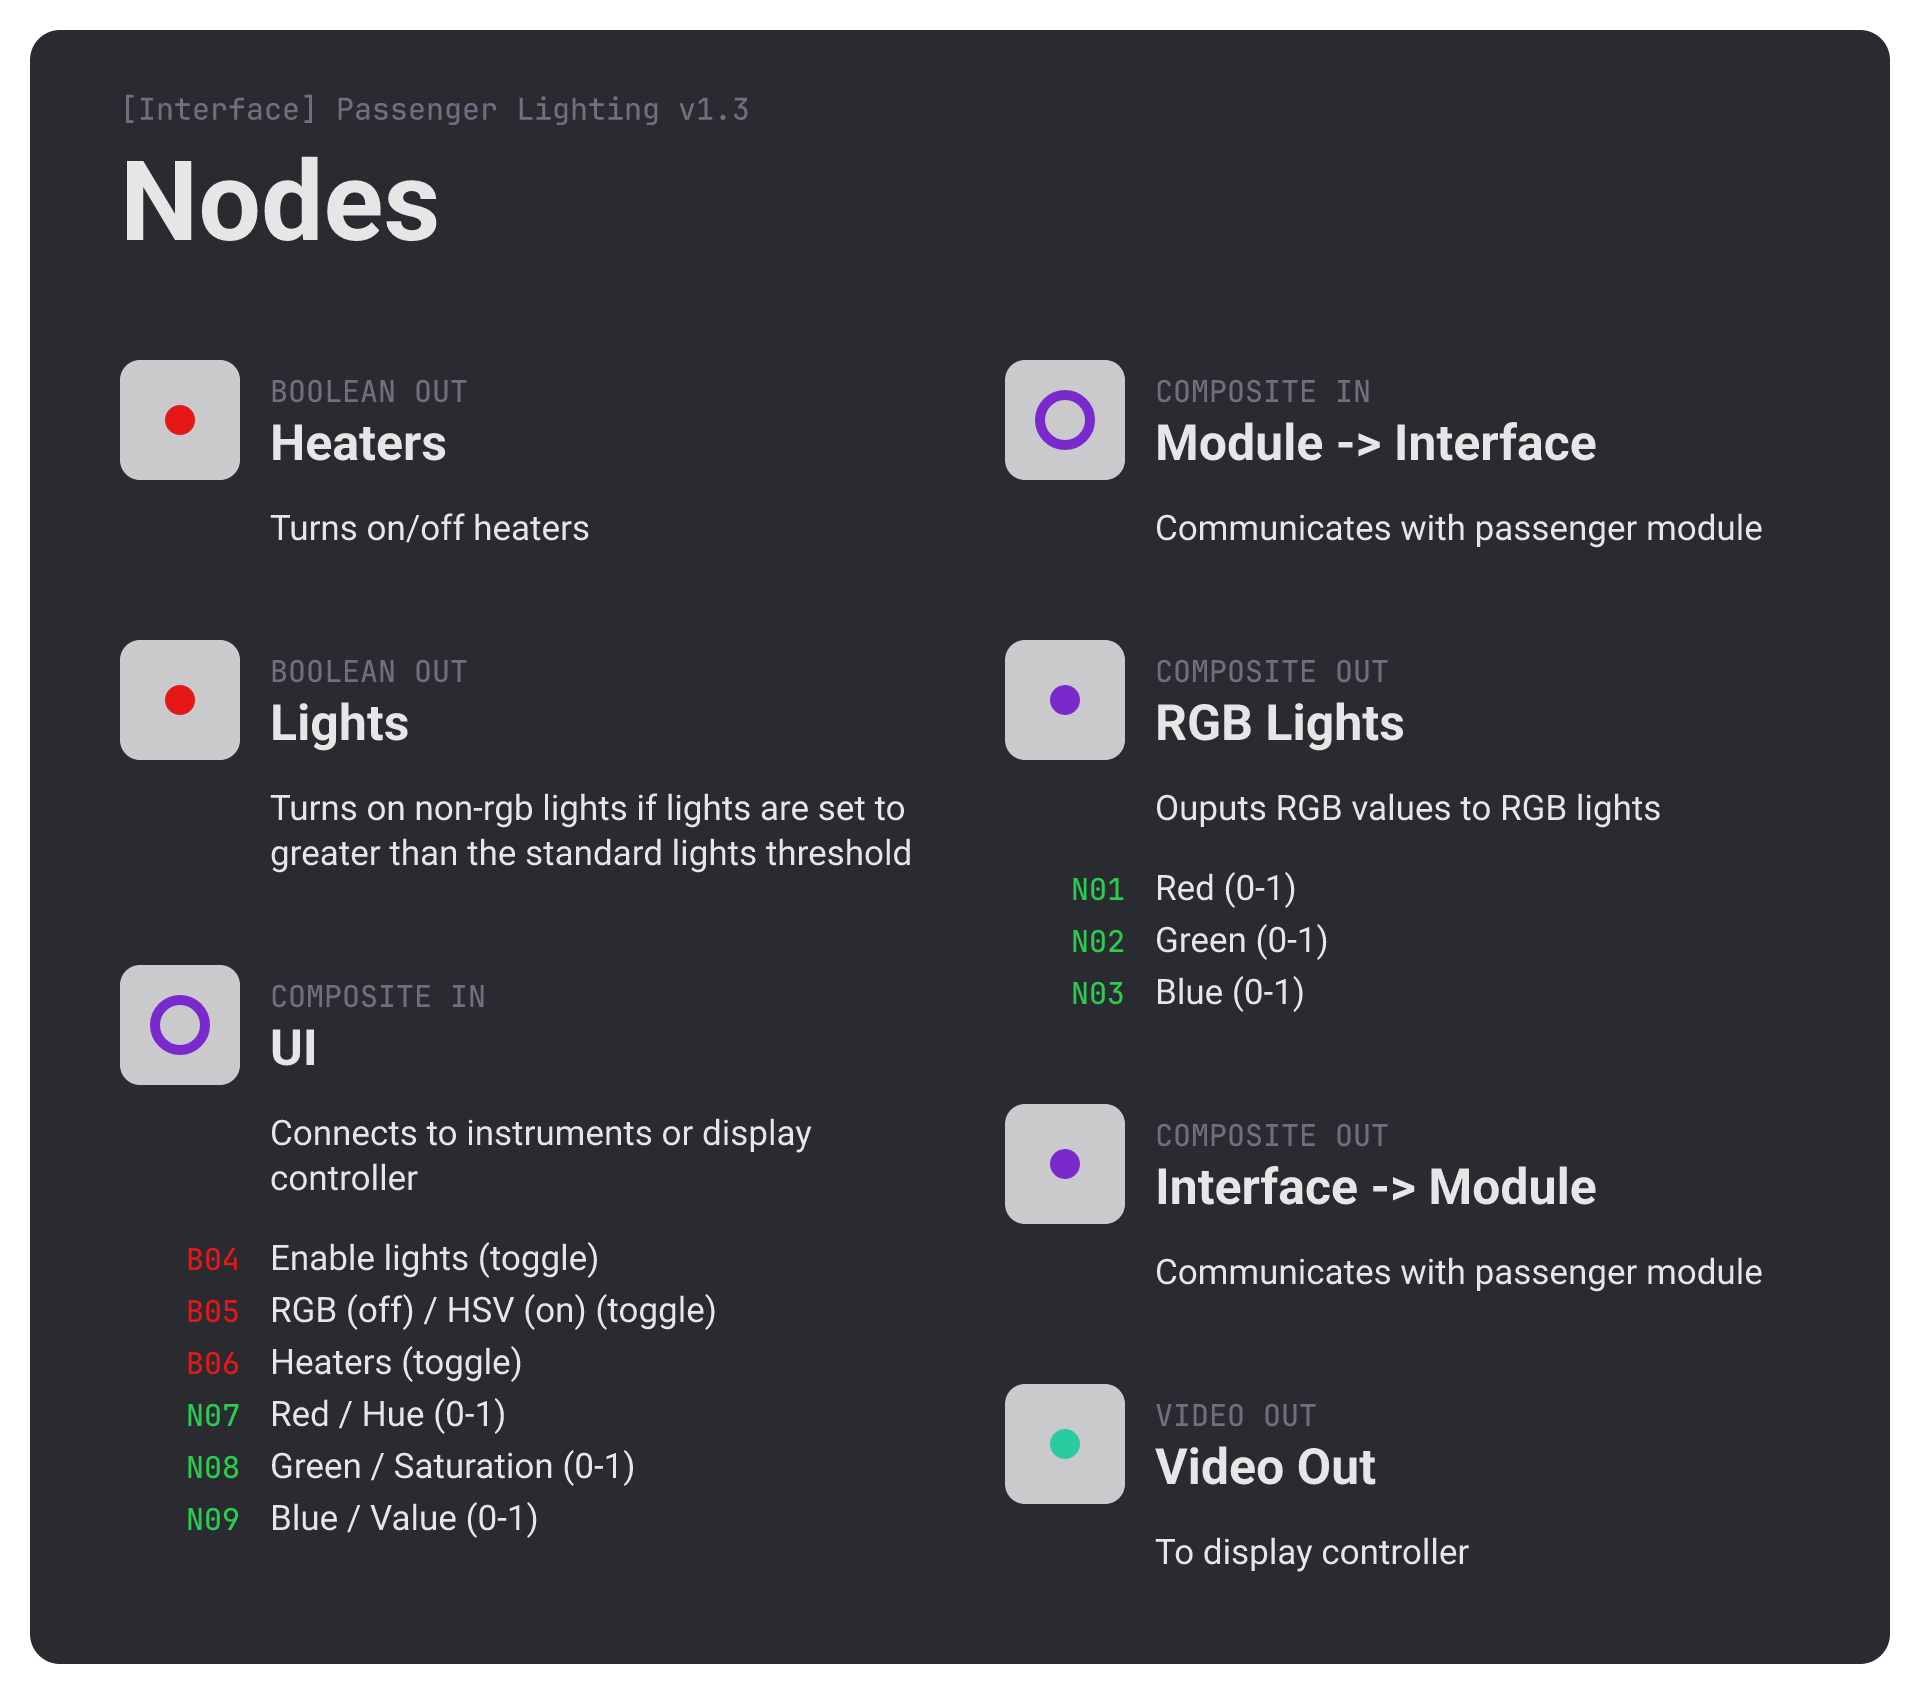 [Interface] Passenger Lighting v1.3
Nodes
BOOLEAN OUT
Heaters
Turns on/off heaters
BOOLEAN OUT
Lights
Turns on non-rgb lights if lights are set to
greater than the standard lights threshold
COMPOSITE IN
UI
Connects to instruments or display
controller
B04 Enable lights (toggle)
B05 RGB (off) / HSV (on) (toggle)
B06 Heaters (toggle)
N07 Red / Hue (0-1)
N08 Green / Saturation (0-1)
N09 Blue / Value (0-1)
COMPOSITE IN
Module -> Interface
Communicates with passenger module
COMPOSITE OUT
RGB Lights
Ouputs RGB values to RGB lights
N01 Red (0-1)
N02 Green (0-1)
N03 Blue (0-1)
COMPOSITE OUT
Interface -> Module
Communicates with passenger module
VIDEO OUT
Video Out
To display controller